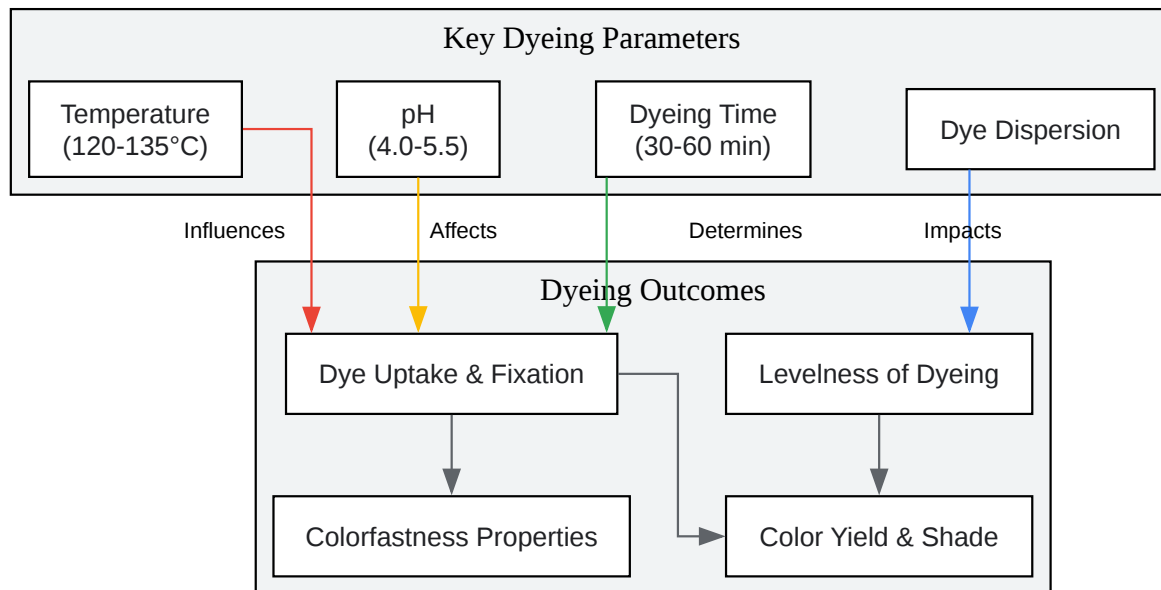 Key Dyeing Parameters
Temperature
(120-135°C)
pH
(4.0-5.5)
Dyeing Time
(30-60 min)
Dye Dispersion
Influences
Affects
Determines
Impacts
Dyeing Outcomes
Dye Uptake & Fixation
Levelness of Dyeing
Colorfastness Properties
Color Yield & Shade